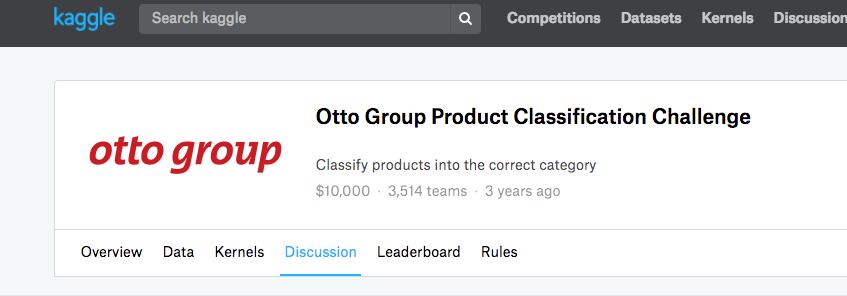 kaggle Search kaggle Competitions Datasets Kernels Discussion
otto group
Otto Group Product Classification Challenge
Classify products into the correct category
$10,000 · 3,514 teams · 3 years ago
Overview Data Kernels Discussion Leaderboard Rules